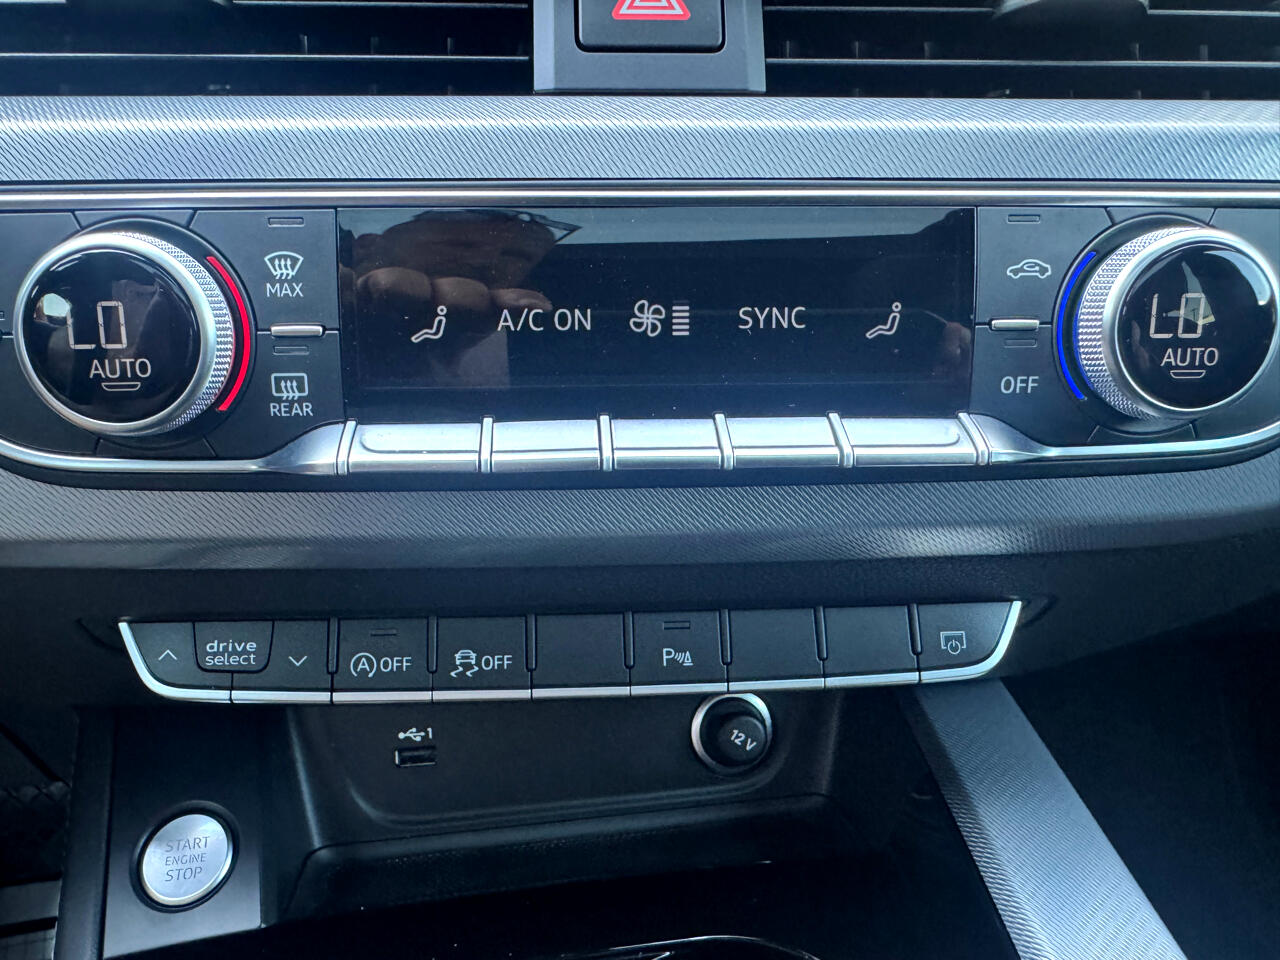 MAX
LO
AUTO
REAR
A/C ON
SYNC
LO
AUTO
OFF
drive
select
A OFF
OFF
P
1
12V
START
ENGINE
STOP